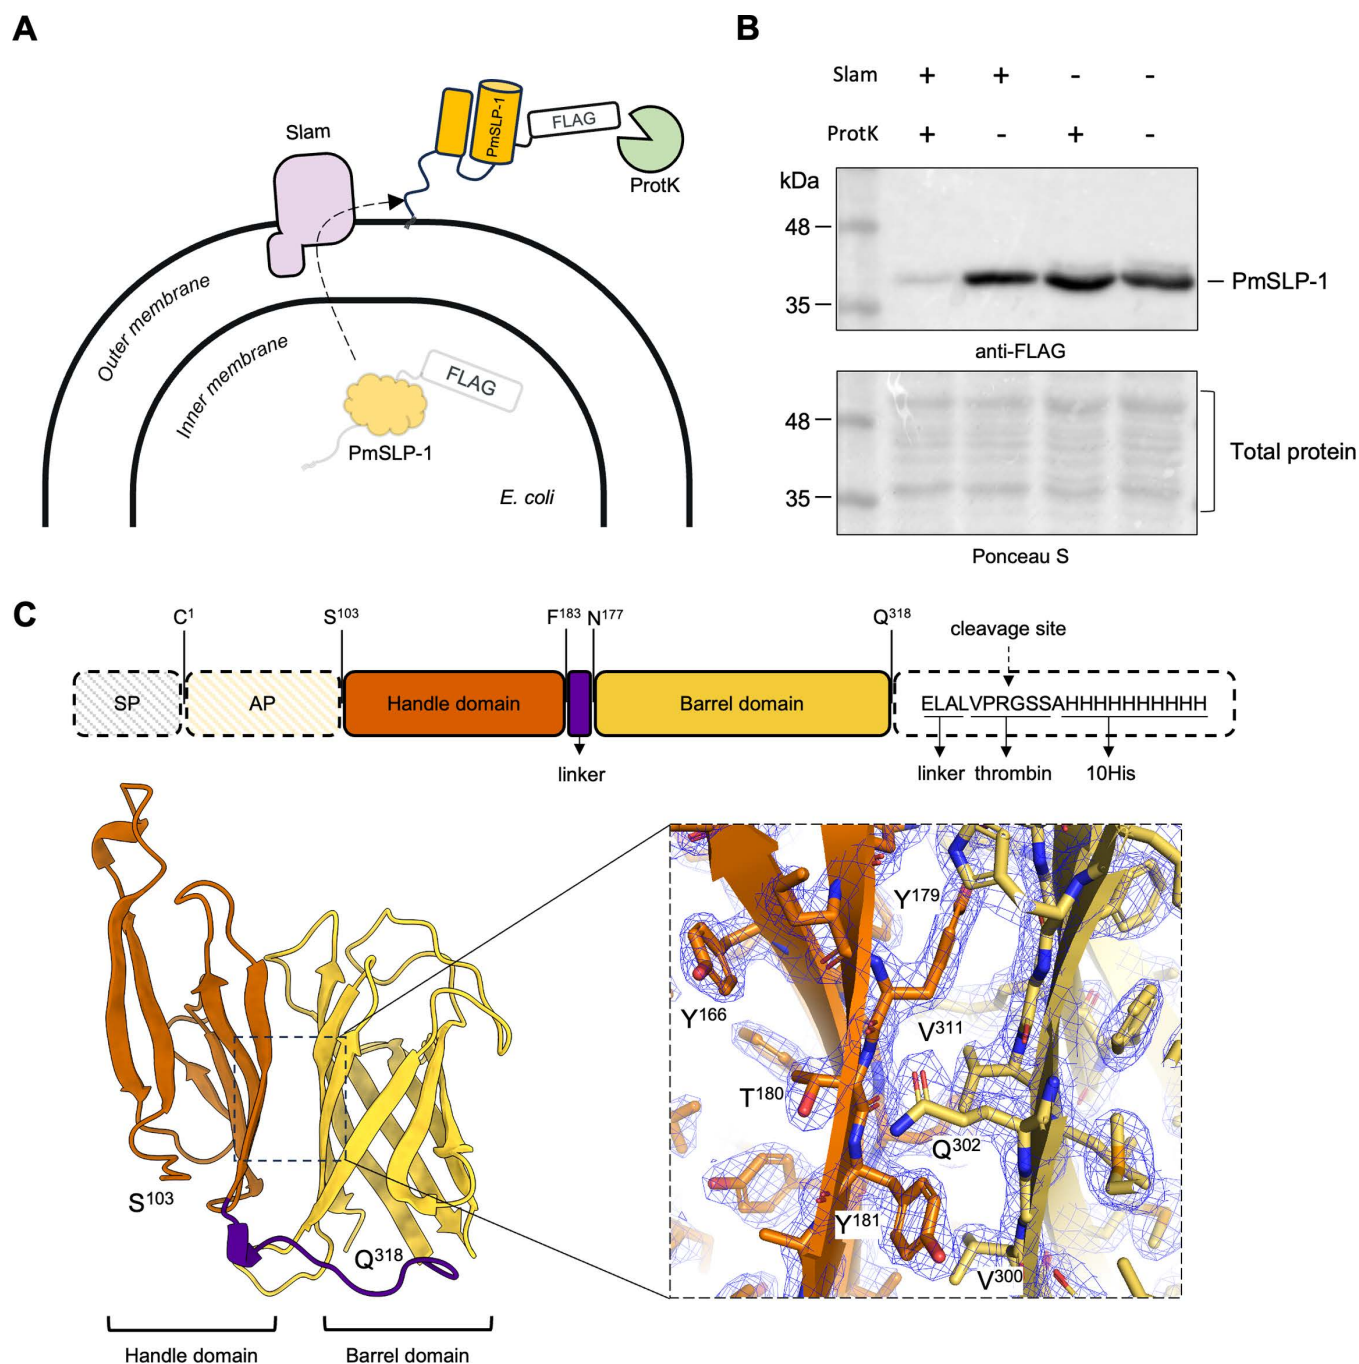 A
Slam
PmSLP-1
FLAG
ProtK
Outer membrane
Inner membrane
FLAG
PmSLP-1
E. coli
B
Slam + + - -
ProtK + - + -
kDa
48
35
PmSLP-1
anti-FLAG
48
35
Total protein
Ponceau S
C
C¹ S¹⁰³ F¹⁸³ N¹⁷⁷ Q³¹⁸
cleavage site
SP AP Handle domain Barrel domain ELALVPRGSSAHHHHHHHHHH
linker linker thrombin 10His
Y¹⁷⁹
Y¹⁶⁶
V³¹¹
T¹⁸⁰
Q³⁰²
Y¹⁸¹
V³⁰⁰
S¹⁰³
Q³¹⁸
Handle domain Barrel domain